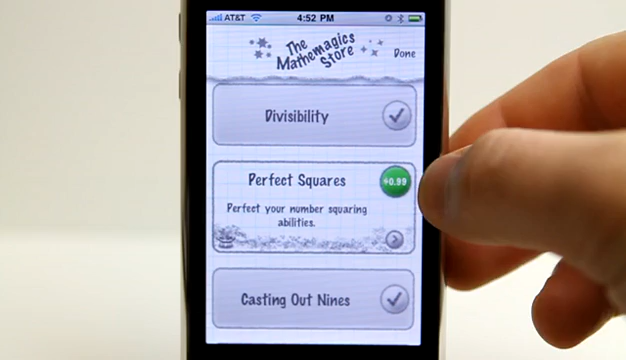 AT&T 4:52 PM
The
Mathemagics
Store
Done
Divisibility
Perfect Squares
$0.99
Perfect your number squaring
abilities.
Casting Out Nines